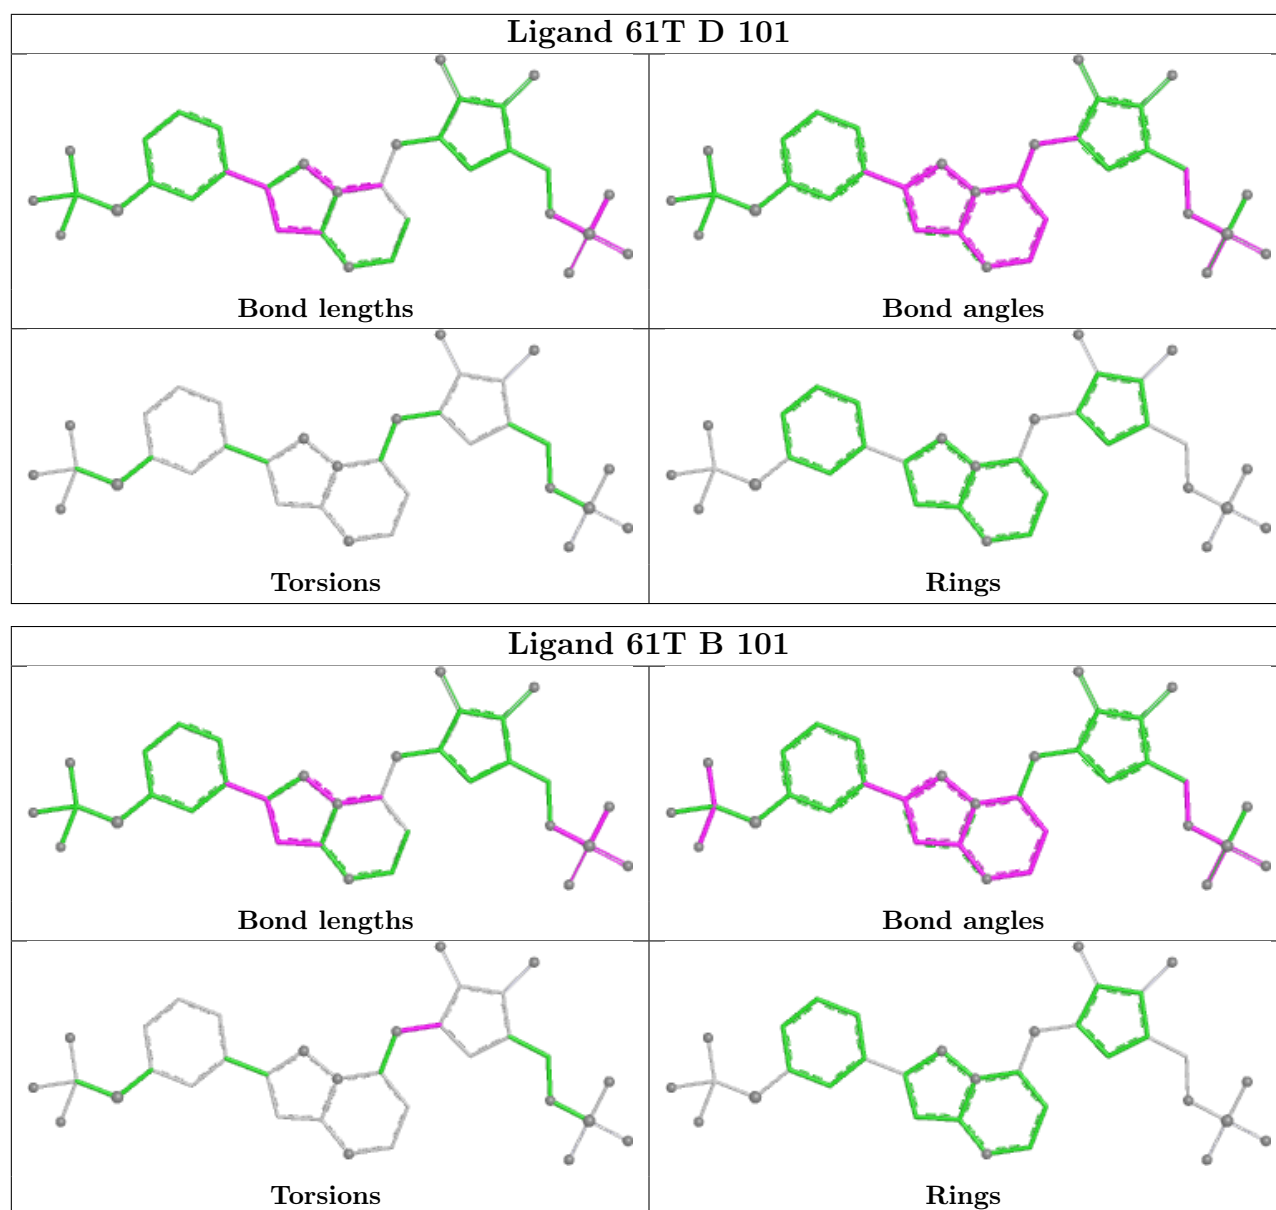 Ligand 61T D 101
Bond lengths
Bond angles
Torsions
Rings
Ligand 61T B 101
Bond lengths
Bond angles
Torsions
Rings